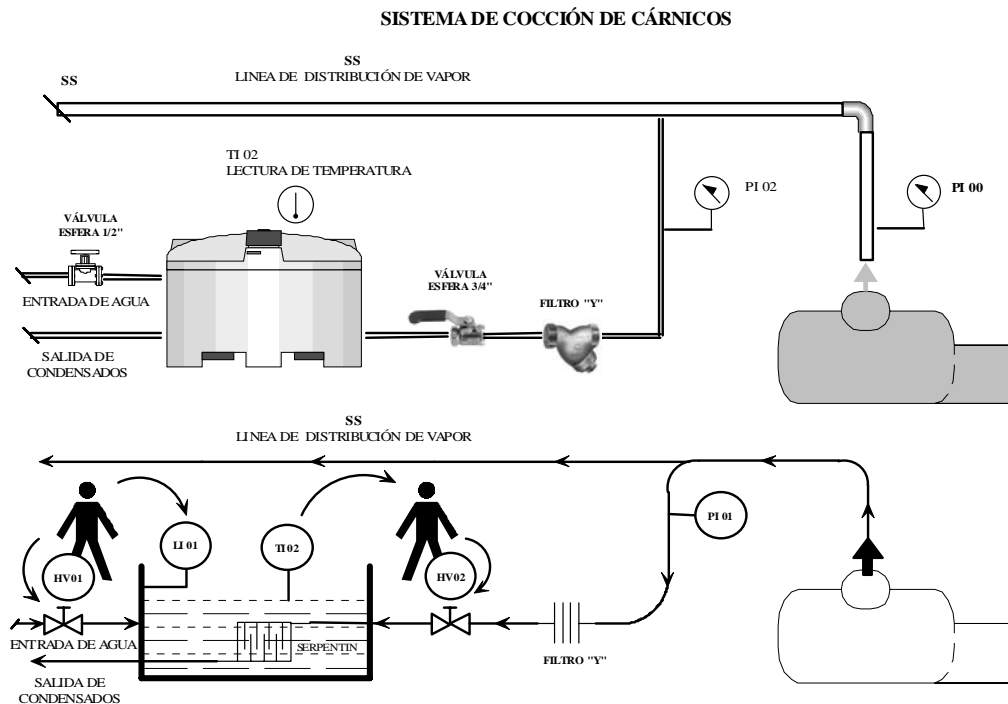 SISTEMA DE COCCIÓN DE CÁRNICOS
SS
LINEA DE DISTRIBUCIÓN DE VAPOR
SS
TI 02
LECTURA DE TEMPERATURA
PI 02
PI 00
VÁLVULA
ESFERA 1/2"
ENTRADA DE AGUA
VÁLVULA
ESFERA 3/4"
FILTRO "Y"
SALIDA DE
CONDENSADOS
SS
LINEA DE DISTRIBUCIÓN DE VAPOR
LI 01
TI 02
PI 01
HV01
HV02
ENTRADA DE AGUA
SERPENTIN
FILTRO "Y"
SALIDA DE
CONDENSADOS